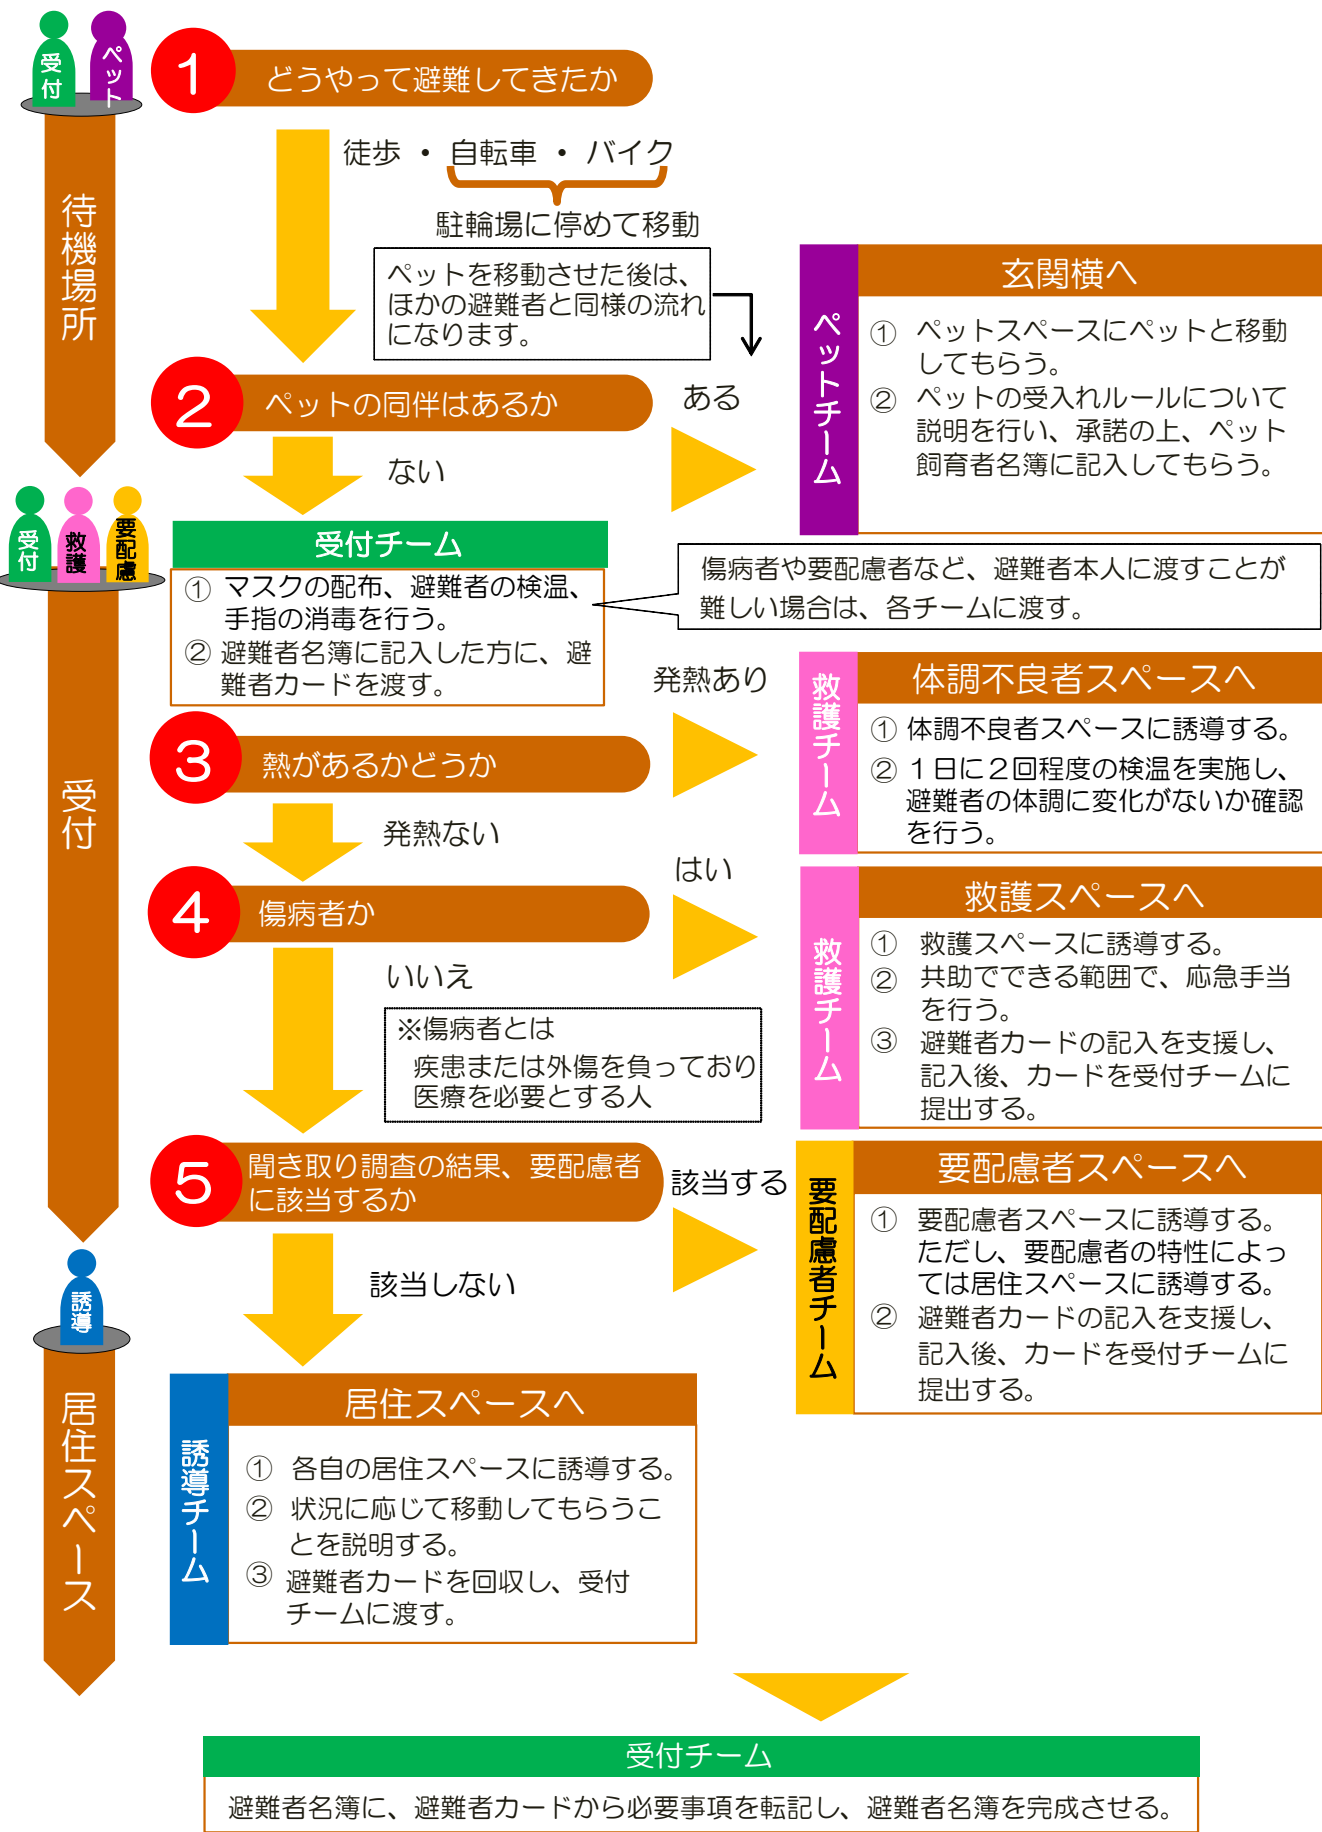 受付
ペット
1
どうやって避難してきたか
徒歩 ・ 自転車 ・ バイク
駐輪場に停めて移動
待機場所
ペットを移動させた後は、
ほかの避難者と同様の流れ
になります。
ペットチーム
玄関横へ
① ペットスペースにペットと移動
してもらう。
② ペットの受入れルールについて
説明を行い、承諾の上、ペット
飼育者名簿に記入してもらう。
2
ペットの同伴はあるか
ある
ない
受付
救護
要配慮
受付チーム
① マスクの配布、避難者の検温、
手指の消毒を行う。
② 避難者名簿に記入した方に、避
難者カードを渡す。
傷病者や要配慮者など、避難者本人に渡すことが
難しい場合は、各チームに渡す。
受付
3
熱があるかどうか
発熱あり
発熱ない
救護チーム
体調不良者スペースへ
① 体調不良者スペースに誘導する。
② 1日に2回程度の検温を実施し、
避難者の体調に変化がないか確認
を行う。
4
傷病者か
はい
いいえ
※傷病者とは
疾患または外傷を負っており
医療を必要とする人
救護チーム
救護スペースへ
① 救護スペースに誘導する。
② 共助でできる範囲で、応急手当
を行う。
③ 避難者カードの記入を支援し、
記入後、カードを受付チームに
提出する。
5
聞き取り調査の結果、要配慮者
に該当するか
該当する
該当しない
要配慮者チーム
要配慮者スペースへ
① 要配慮者スペースに誘導する。
ただし、要配慮者の特性によっ
ては居住スペースに誘導する。
② 避難者カードの記入を支援し、
記入後、カードを受付チームに
提出する。
誘導
居住スペース
誘導チーム
居住スペースへ
① 各自の居住スペースに誘導する。
② 状況に応じて移動してもらうこ
とを説明する。
③ 避難者カードを回収し、受付
チームに渡す。
受付チーム
避難者名簿に、避難者カードから必要事項を転記し、避難者名簿を完成させる。